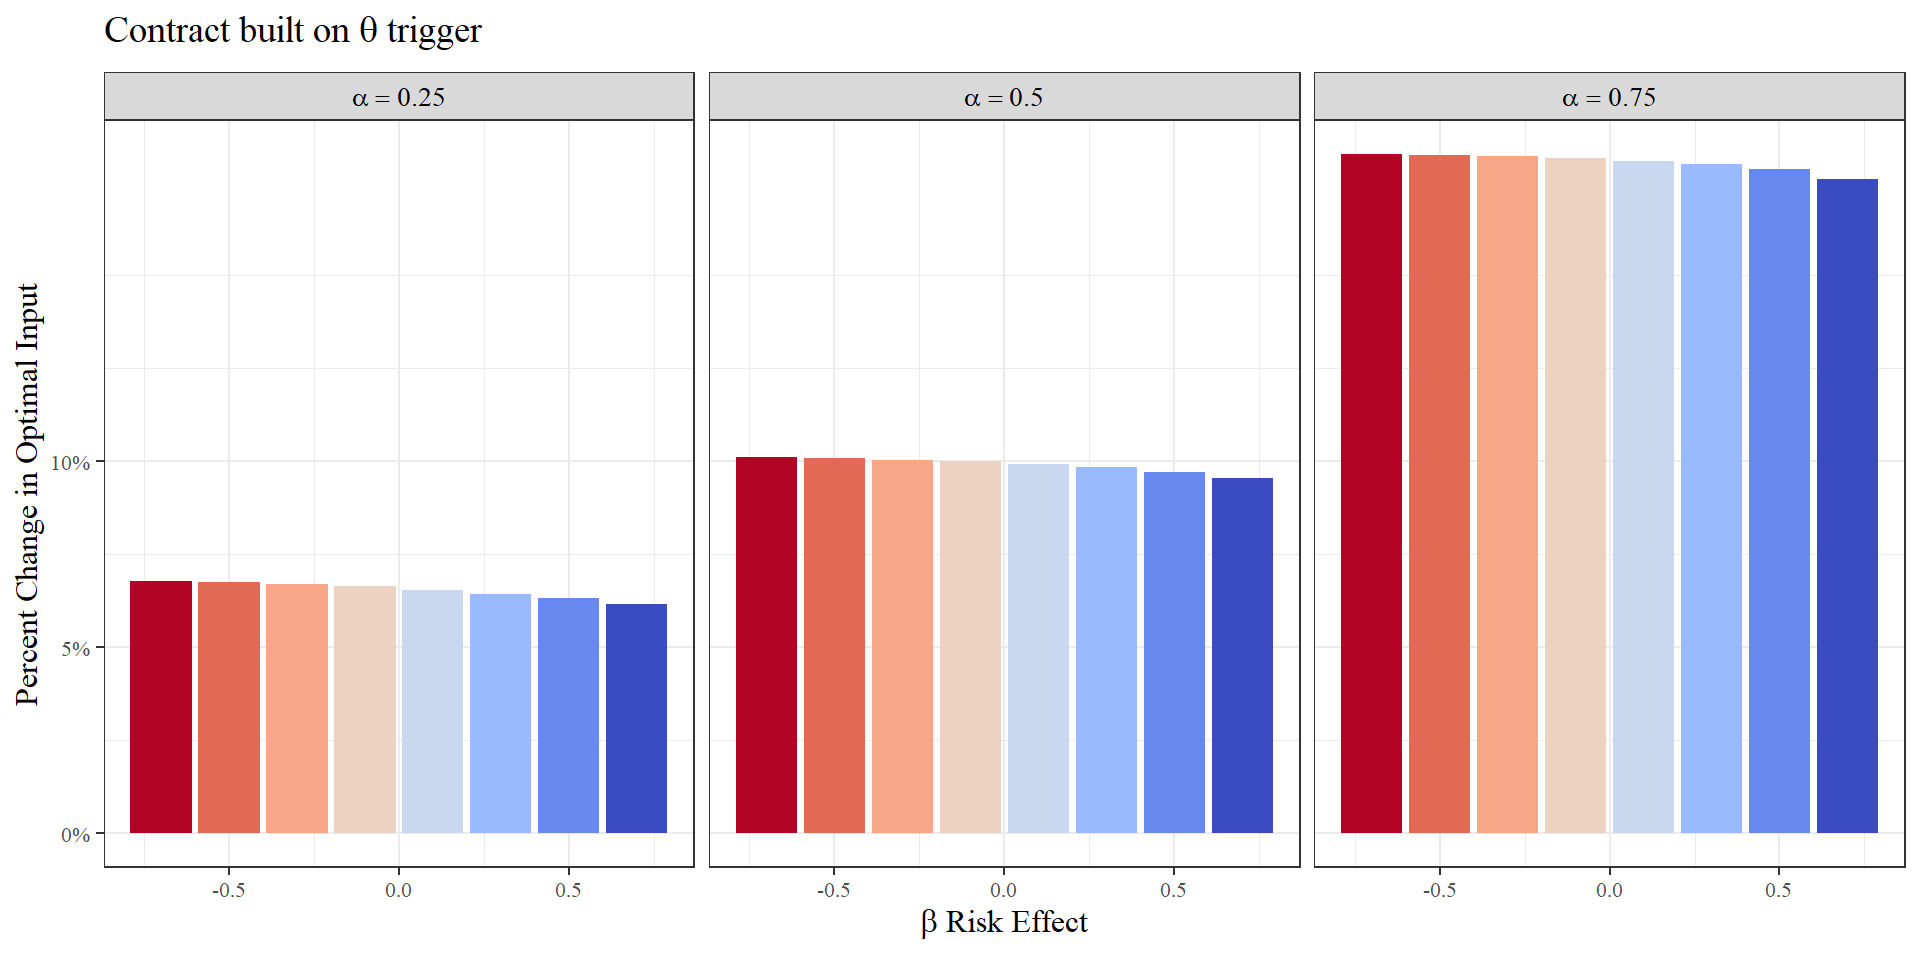 Contract built on θ trigger
α = 0.25
α = 0.5
α = 0.75
Percent Change in Optimal Input
10%
5%
0%
-0.5
0.0
0.5
-0.5
0.0
0.5
-0.5
0.0
0.5
β Risk Effect